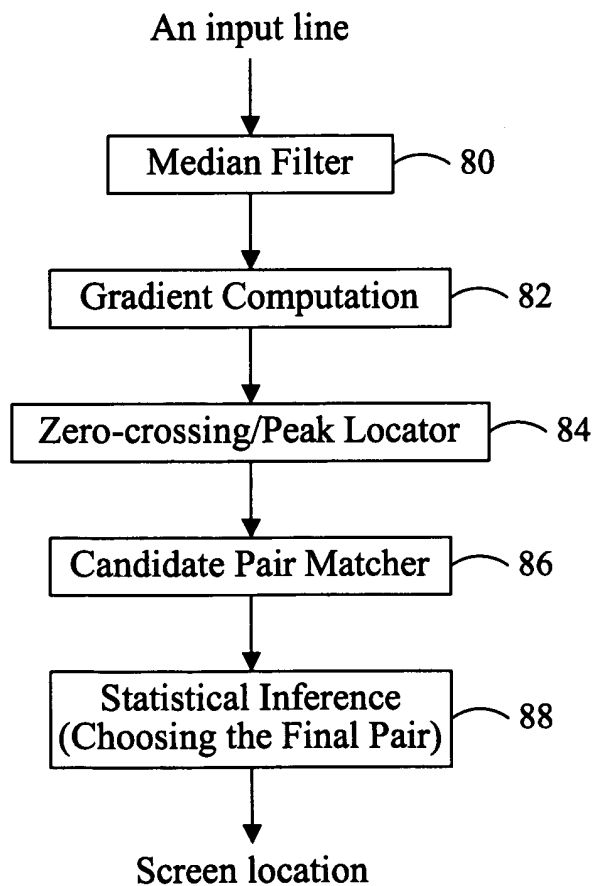 An input line
Median Filter
80
Gradient Computation
82
Zero-crossing/Peak Locator
84
Candidate Pair Matcher
86
Statistical Inference
(Choosing the Final Pair)
88
Screen location